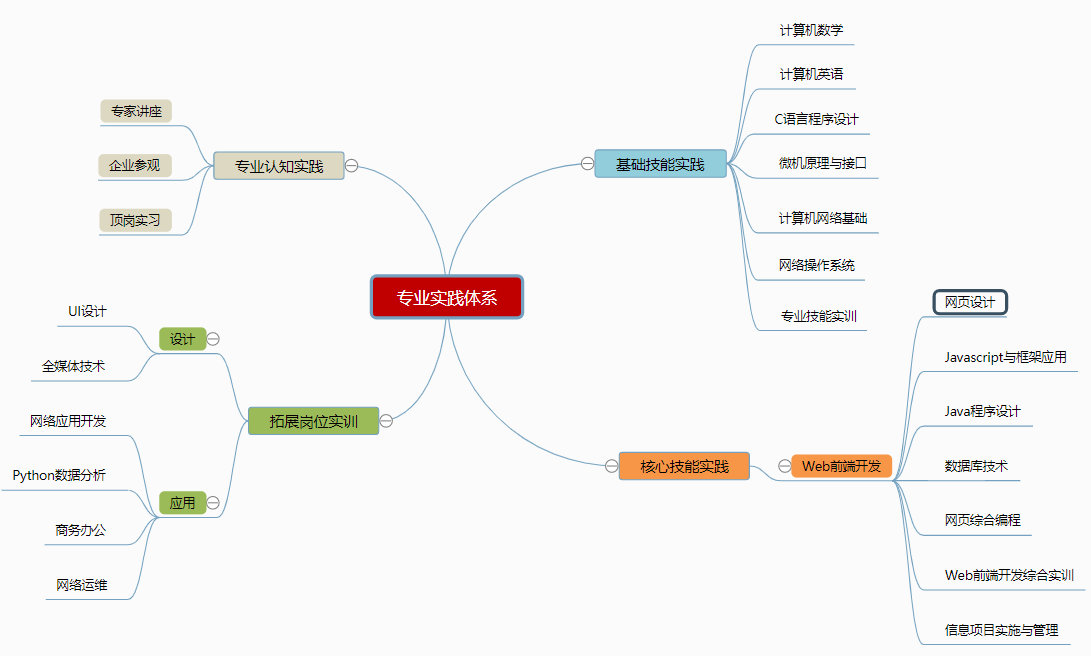 专业实践体系
专业认知实践
专家讲座
企业参观
顶岗实习
基础技能实践
计算机数学
计算机英语
C语言程序设计
微机原理与接口
计算机网络基础
网络操作系统
专业技能实训
拓展岗位实训
设计
UI设计
全媒体技术
应用
网络应用开发
Python数据分析
商务办公
网络运维
核心技能实践
Web前端开发
网页设计
Javascript与框架应用
Java程序设计
数据库技术
网页综合编程
Web前端开发综合实训
信息项目实施与管理